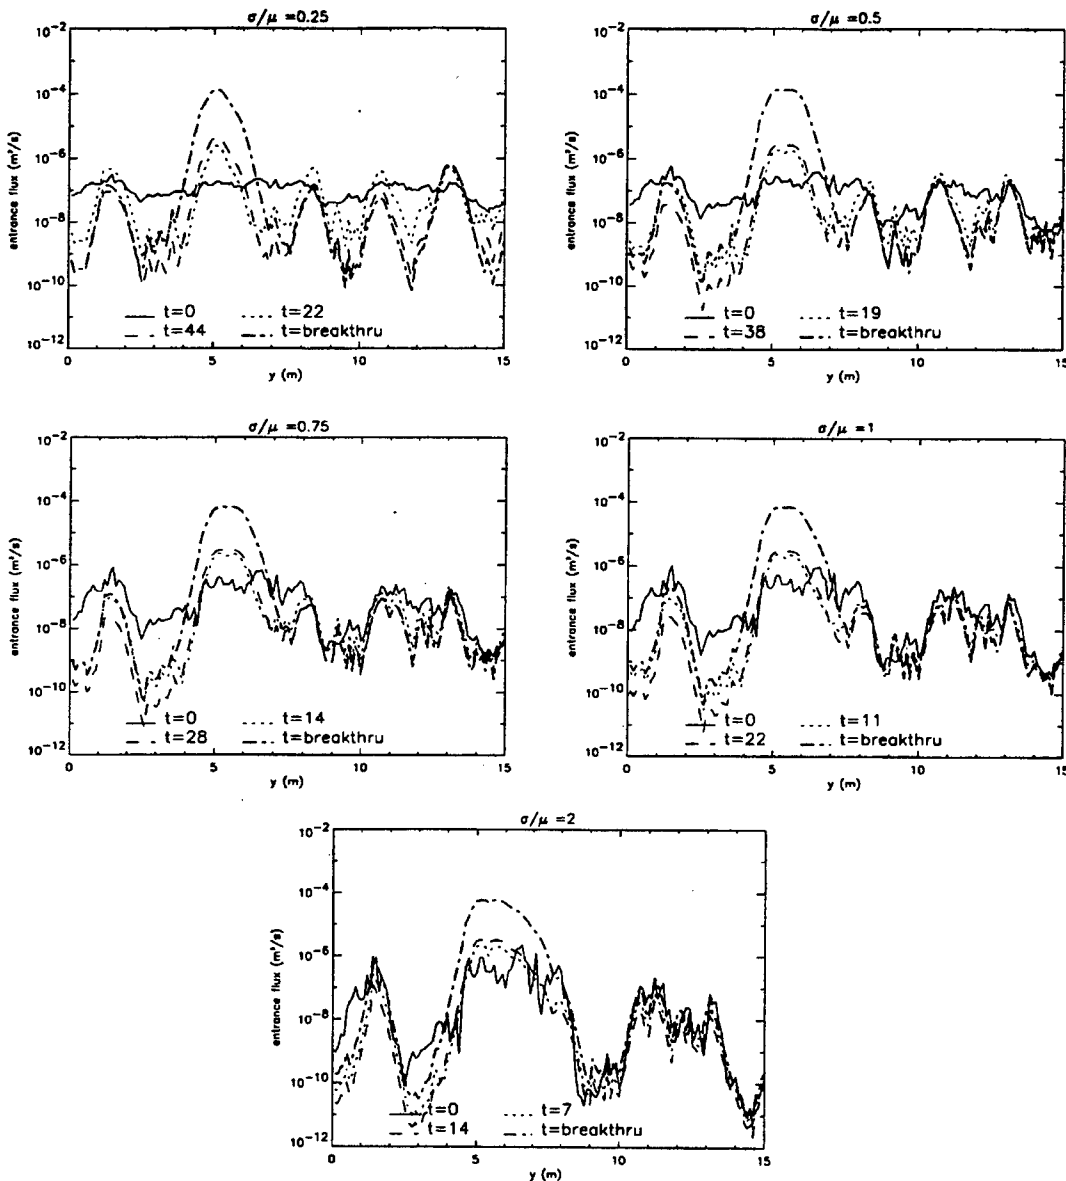 σ/μ =0.25
entrance flux (m³/s)
10⁻²
10⁻⁴
10⁻⁶
10⁻⁸
10⁻¹⁰
10⁻¹²
t=0 t=22
t=44 t=breakthru
0 5 10 15
y (m)
σ/μ =0.5
entrance flux (m³/s)
10⁻²
10⁻⁴
10⁻⁶
10⁻⁸
10⁻¹⁰
10⁻¹²
t=0 t=19
t=38 t=breakthru
0 5 10 15
y (m)
σ/μ =0.75
entrance flux (m³/s)
10⁻²
10⁻⁴
10⁻⁶
10⁻⁸
10⁻¹⁰
10⁻¹²
t=0 t=14
t=28 t=breakthru
0 5 10 15
y (m)
σ/μ =1
entrance flux (m³/s)
10⁻²
10⁻⁴
10⁻⁶
10⁻⁸
10⁻¹⁰
10⁻¹²
t=0 t=11
t=22 t=breakthru
0 5 10 15
y (m)
σ/μ =2
entrance flux (m³/s)
10⁻²
10⁻⁴
10⁻⁶
10⁻⁸
10⁻¹⁰
10⁻¹²
t=0 t=7
t=14 t=breakthru
0 5 10 15
y (m)